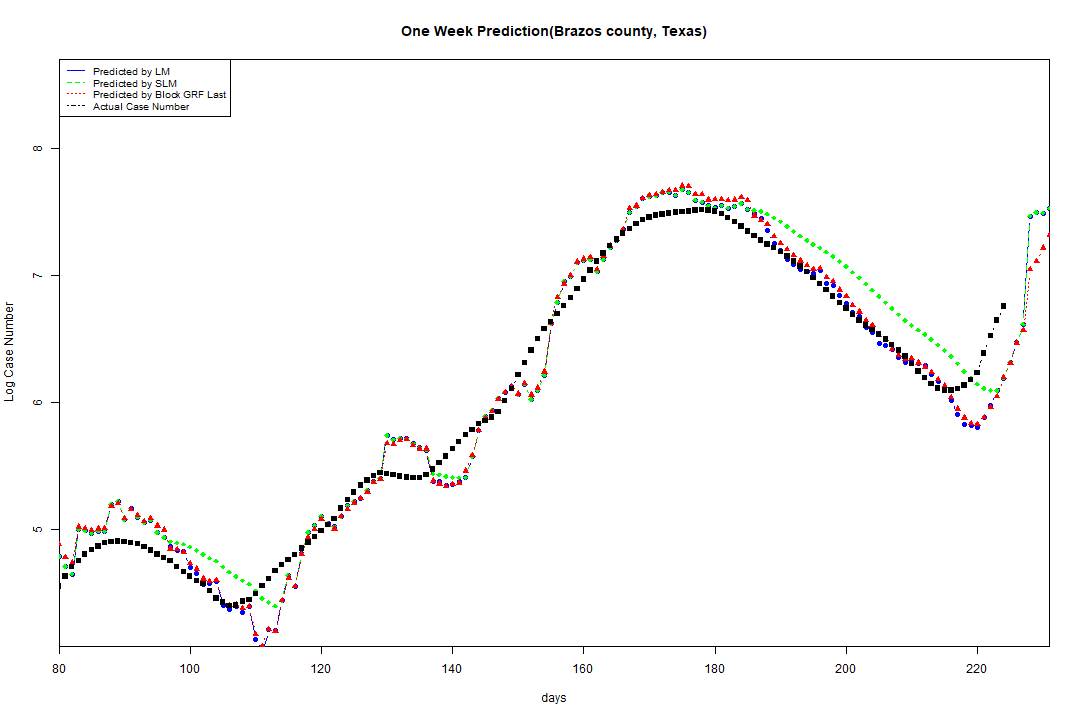 One Week Prediction(Brazos county, Texas)
Predicted by LM
Predicted by SLM
Predicted by Block GRF Last
Actual Case Number
8
7
6
5
Log Case Number
80 100 120 140 160 180 200 220
days